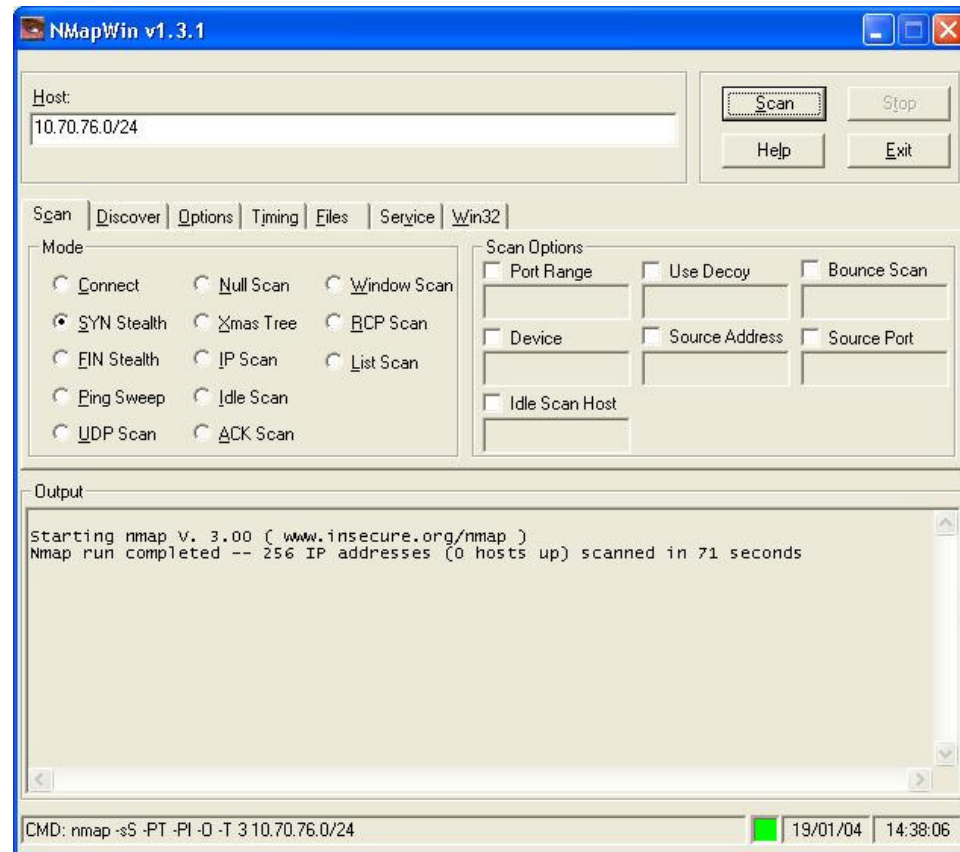 NMapWin v1.3.1
Host:
10.70.76.0/24
Scan
Stop
Help
Exit
Scan Discover Options Timing Files Service Win32
Mode
Connect Null Scan Window Scan
SYN Stealth Xmas Tree RCP Scan
FIN Stealth IP Scan List Scan
Ping Sweep Idle Scan
UDP Scan ACK Scan
Scan Options
Port Range Use Decoy Bounce Scan
Device Source Address Source Port
Idle Scan Host
Output
Starting nmap V. 3.00 ( www.insecure.org/nmap )
Nmap run completed -- 256 IP addresses (0 hosts up) scanned in 71 seconds
CMD: nmap -sS -PT -PI -O -T 3 10.70.76.0/24
19/01/04 14:38:06